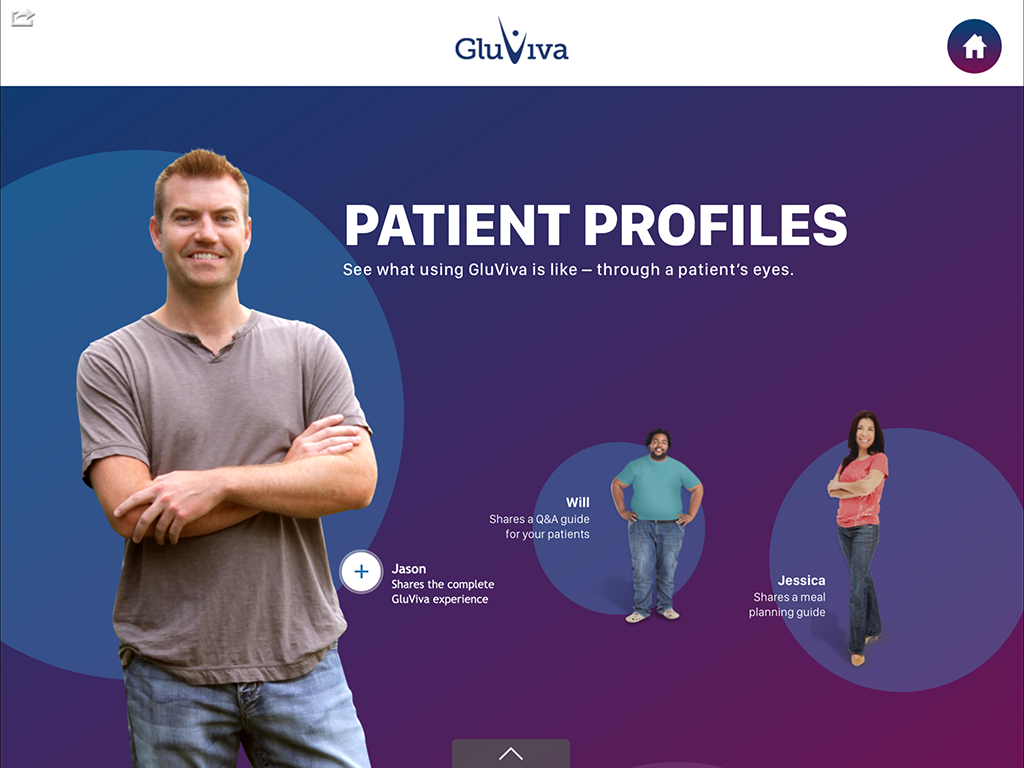 GluViva
PATIENT PROFILES
See what using GluViva is like – through a patient's eyes.
Will
Shares a Q&A guide
for your patients
Jason
Shares the complete
GluViva experience
Jessica
Shares a meal
planning guide